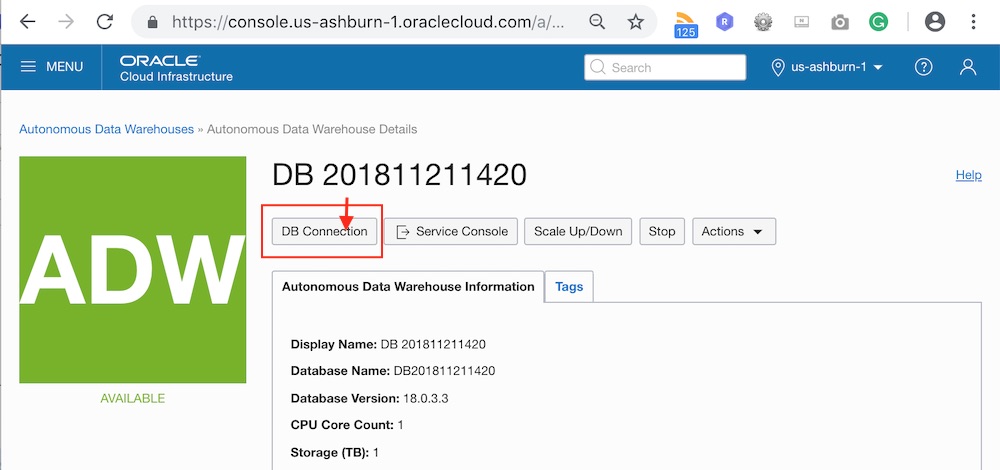 https://console.us-ashburn-1.oraclecloud.com/a/...
125
R
G
MENU
ORACLE
Cloud Infrastructure
Search
us-ashburn-1
?
Autonomous Data Warehouses » Autonomous Data Warehouse Details
ADW
AVAILABLE
DB 201811211420
Help
DB Connection
Service Console
Scale Up/Down
Stop
Actions
Autonomous Data Warehouse Information
Tags
Display Name: DB 201811211420
Database Name: DB201811211420
Database Version: 18.0.3.3
CPU Core Count: 1
Storage (TB): 1